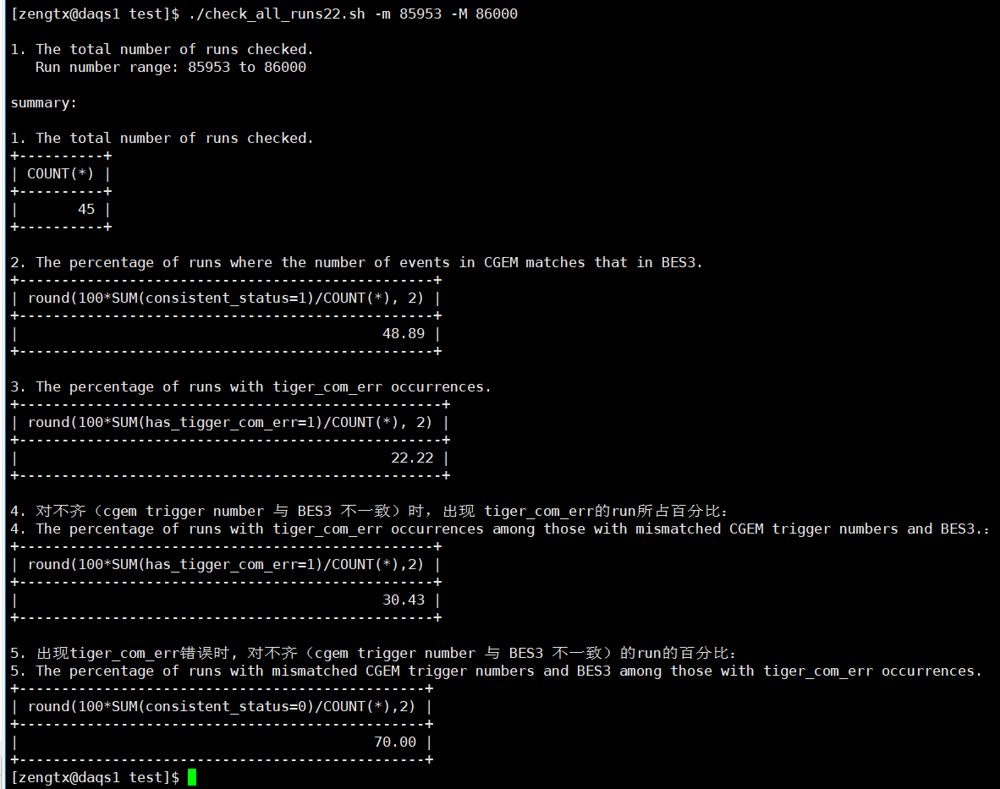 [zengtx@daqs1 test]$ ./check_all_runs22.sh -m 85953 -M 86000
1. The total number of runs checked.
Run number range: 85953 to 86000
summary:
1. The total number of runs checked.
+----------+
| COUNT(*) |
+----------+
|       45 |
+----------+
2. The percentage of runs where the number of events in CGEM matches that in BES3.
+-------------------------------------------------+
| round(100*SUM(consistent_status=1)/COUNT(*), 2) |
+-------------------------------------------------+
|                                           48.89 |
+-------------------------------------------------+
3. The percentage of runs with tiger_com_err occurrences.
+--------------------------------------------------+
| round(100*SUM(has_tigger_com_err=1)/COUNT(*), 2) |
+--------------------------------------------------+
|                                            22.22 |
+--------------------------------------------------+
4. 对不齐（cgem trigger number 与 BES3 不一致）时，出现 tiger_com_err的run所占百分比：
4. The percentage of runs with tiger_com_err occurrences among those with mismatched CGEM trigger numbers and BES3.：
+-------------------------------------------------+
| round(100*SUM(has_tigger_com_err=1)/COUNT(*),2) |
+-------------------------------------------------+
|                                           30.43 |
+-------------------------------------------------+
5. 出现tiger_com_err错误时, 对不齐（cgem trigger number 与 BES3 不一致）的run的百分比：
5. The percentage of runs with mismatched CGEM trigger numbers and BES3 among those with tiger_com_err occurrences.
+------------------------------------------------+
| round(100*SUM(consistent_status=0)/COUNT(*),2) |
+------------------------------------------------+
|                                          70.00 |
+------------------------------------------------+
[zengtx@daqs1 test]$